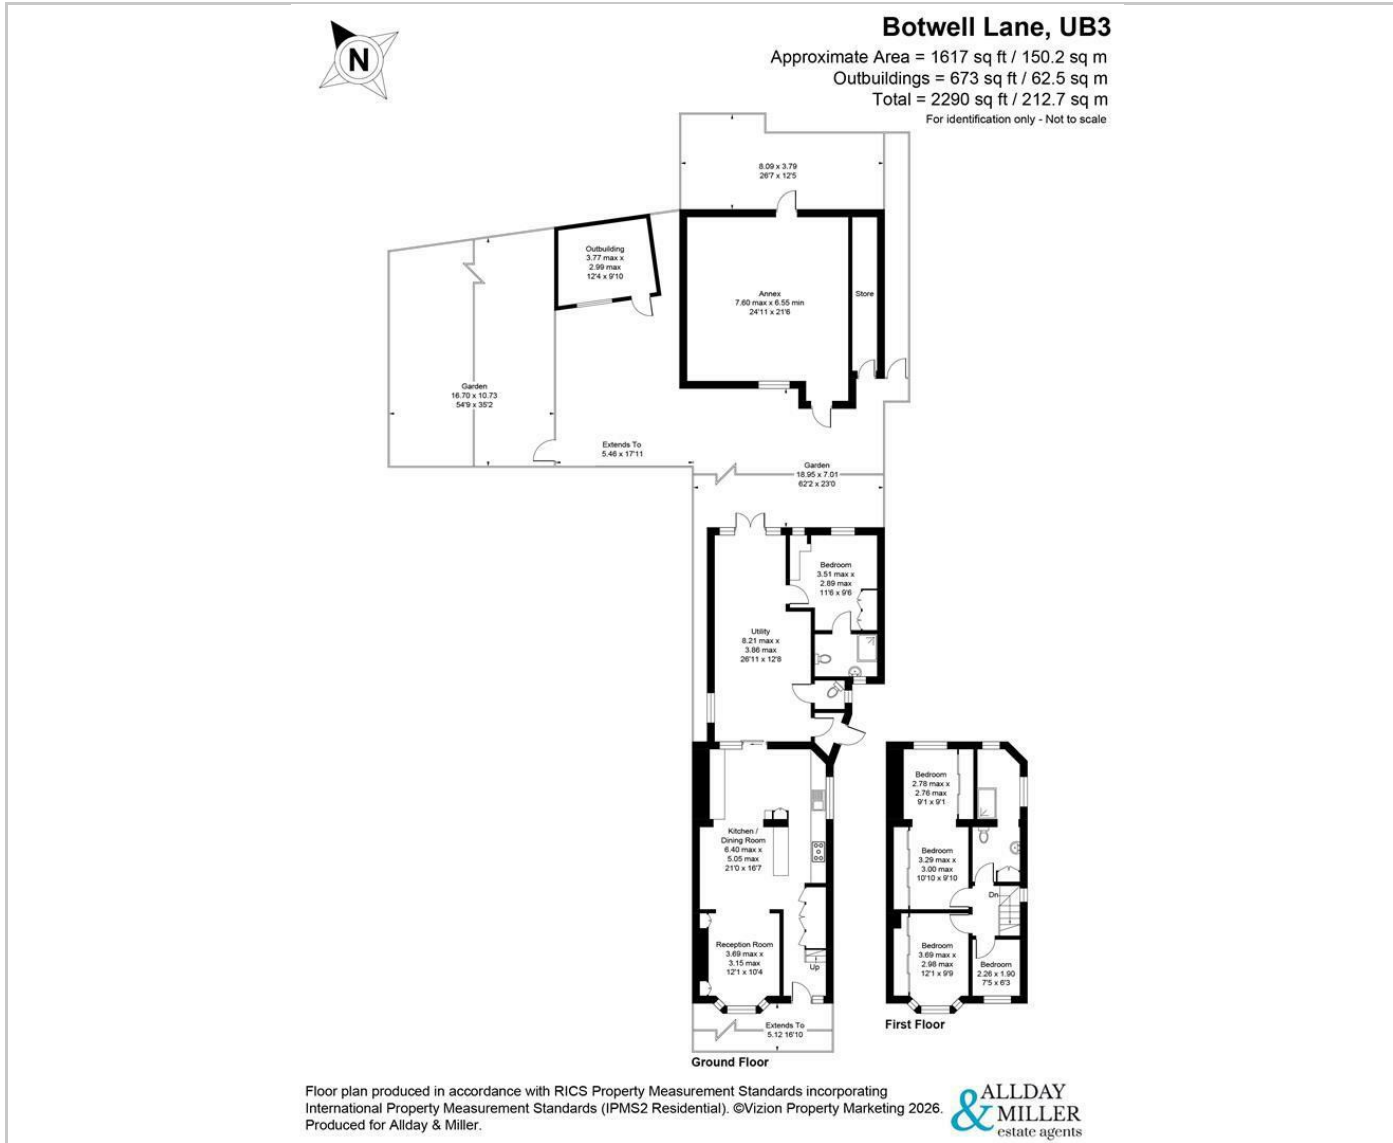 N
Botwell Lane, UB3
Approximate Area = 1617 sq ft / 150.2 sq m
Outbuildings = 673 sq ft / 62.5 sq m
Total = 2290 sq ft / 212.7 sq m
For identification only - Not to scale
8.09 x 3.79
26'7 x 12'5
Outbuilding
3.77 max x
2.99 max
12'4 x 9'10
Annex
7.60 max x 6.55 min
24'11 x 21'6
Store
Garden
16.70 x 10.73
54'9 x 35'2
Extends To
5.46 x 17'11
Garden
18.95 x 7.01
62'2 x 23'0
Bedroom
3.51 max x
2.89 max
11'6 x 9'6
Utility
8.21 max x
3.86 max
26'11 x 12'8
Kitchen /
Dining Room
6.40 max x
5.05 max
21'0 x 16'7
Reception Room
3.69 max x
3.15 max
12'1 x 10'4
Up
Extends To
5.12 16'10
Ground Floor
Bedroom
2.78 max x
2.76 max
9'1 x 9'1
Bedroom
3.29 max x
3.00 max
10'10 x 9'10
Dn
Bedroom
3.69 max x
2.98 max
12'1 x 9'9
Bedroom
2.26 x 1.90
7'5 x 6'3
First Floor
Floor plan produced in accordance with RICS Property Measurement Standards incorporating
International Property Measurement Standards (IPMS2 Residential). ©Vizion Property Marketing 2026.
Produced for Allday & Miller.
ALLDAY
& MILLER
estate agents